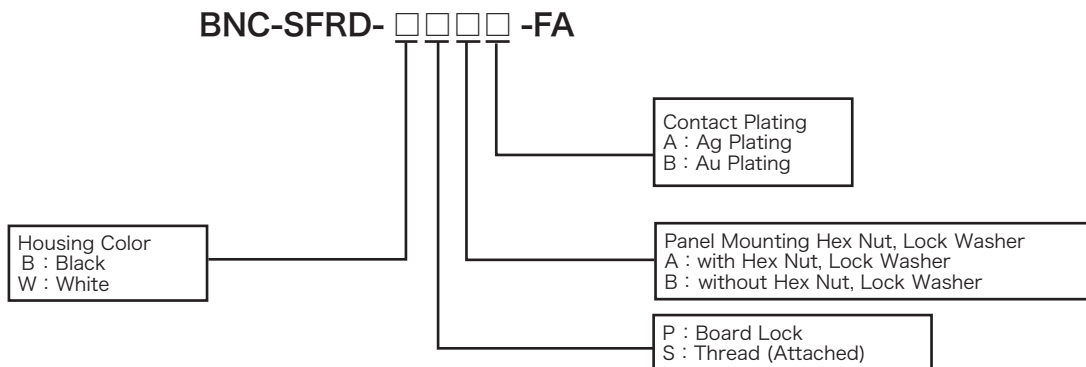 BNC-SFRD- □□□□ -FA
Contact Plating
A：Ag Plating
B：Au Plating
Housing Color
B：Black
W：White
Panel Mounting Hex Nut, Lock Washer
A：with Hex Nut, Lock Washer
B：without Hex Nut, Lock Washer
P：Board Lock
S：Thread (Attached)